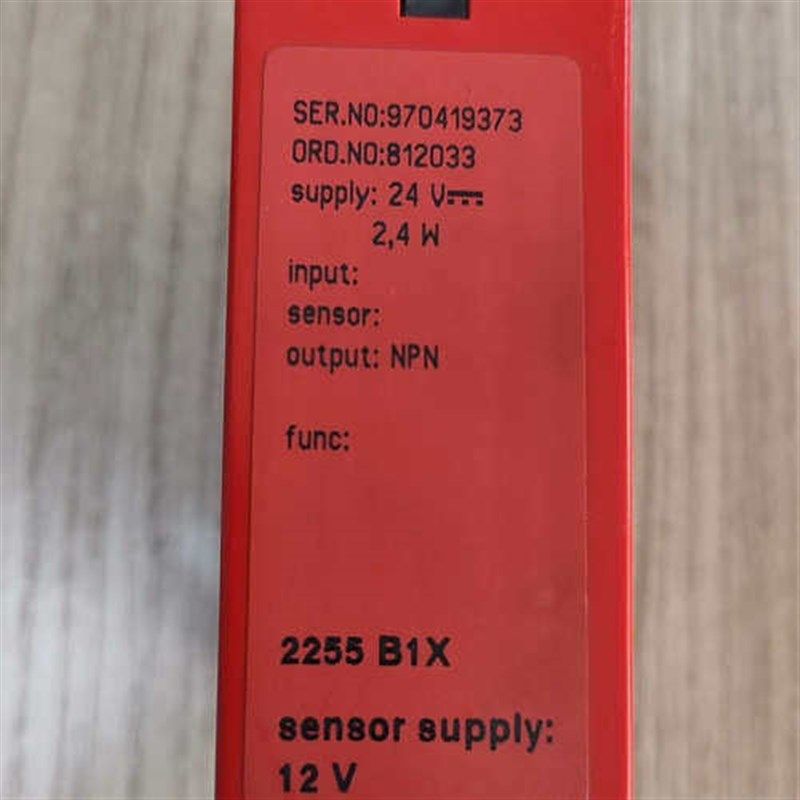 SER.NO:970419373
ORD.NO:812033
supply: 24 V⎓
2,4 W
input:
sensor:
output: NPN
func:
2255 B1X
sensor supply:
12 V